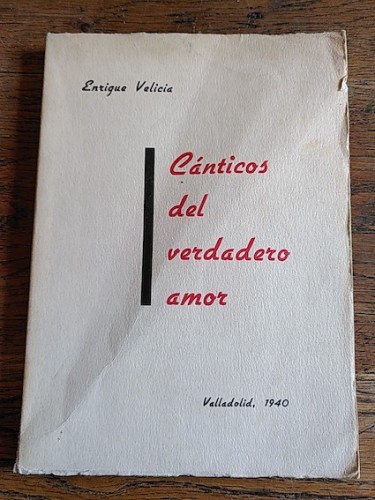 Enrique Velicia
Cánticos
del
verdadero
amor
Valladolid, 1940